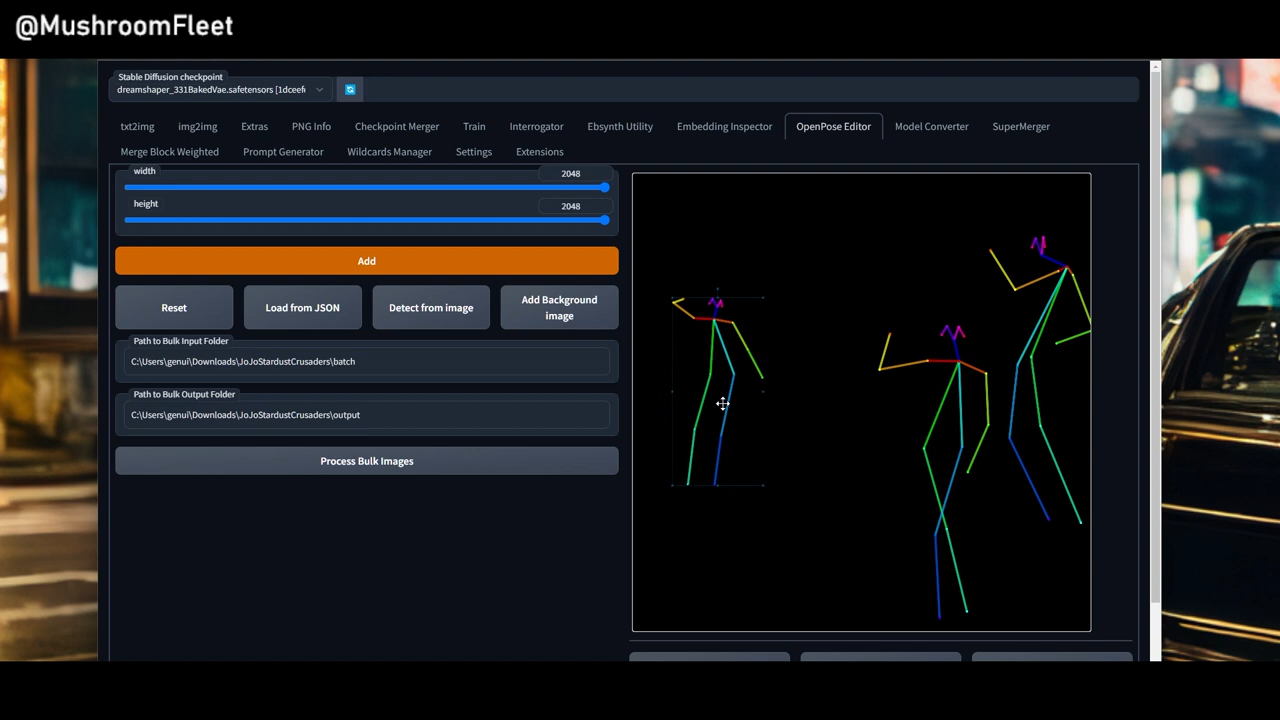 @MushroomFleet
Stable Diffusion checkpoint
dreamshaper_331BakedVae.safetensors [1dceefe
txt2img img2img Extras PNG Info Checkpoint Merger Train Interrogator Ebsynth Utility Embedding Inspector OpenPose Editor Model Converter SuperMerger
Merge Block Weighted Prompt Generator Wildcards Manager Settings Extensions
width 2048
height 2048
Add
Reset Load from JSON Detect from image Add Background image
Path to Bulk Input Folder
C:\Users\genui\Downloads\JoJoStardustCrusaders\batch
Path to Bulk Output Folder
C:\Users\genui\Downloads\JoJoStardustCrusaders\output
Process Bulk Images